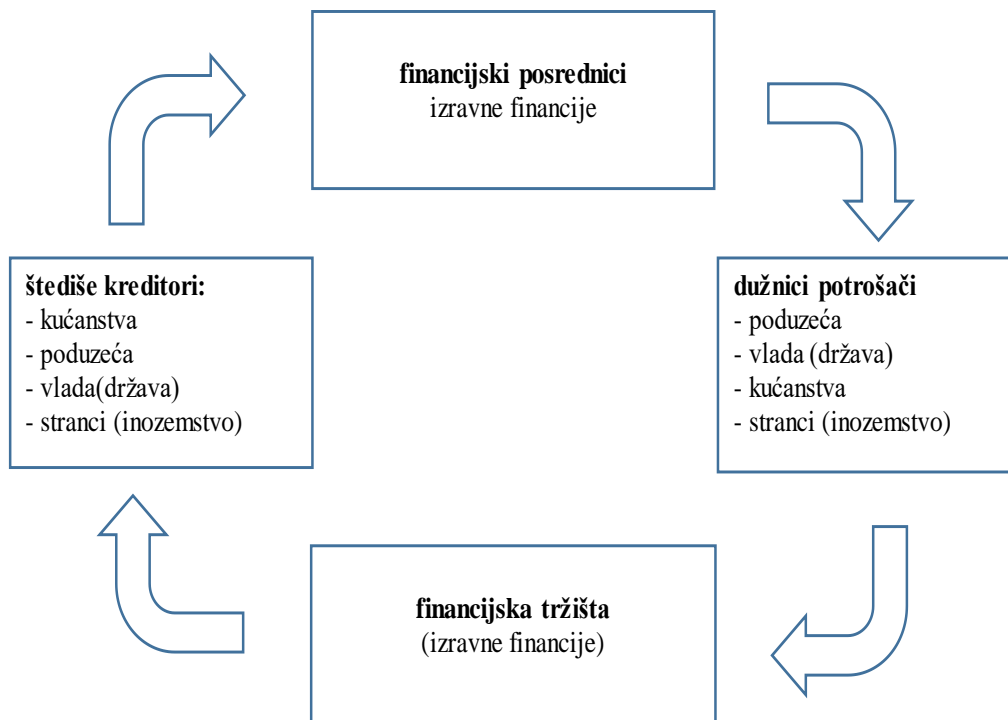 financijski posrednici
izravne financije
štediše kreditori:
- kućanstva
- poduzeća
- vlada(država)
- stranci (inozemstvo)
dužnici potrošači
- poduzeća
- vlada (država)
- kućanstva
- stranci (inozemstvo)
financijska tržišta
(izravne financije)